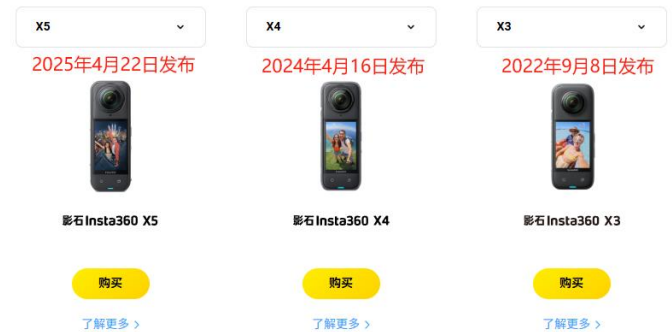 X5
X4
X3
2025年4月22日发布
2024年4月16日发布
2022年9月8日发布
影石Insta360 X5
影石Insta360 X4
影石Insta360 X3
购买
购买
购买
了解更多 >
了解更多 >
了解更多 >